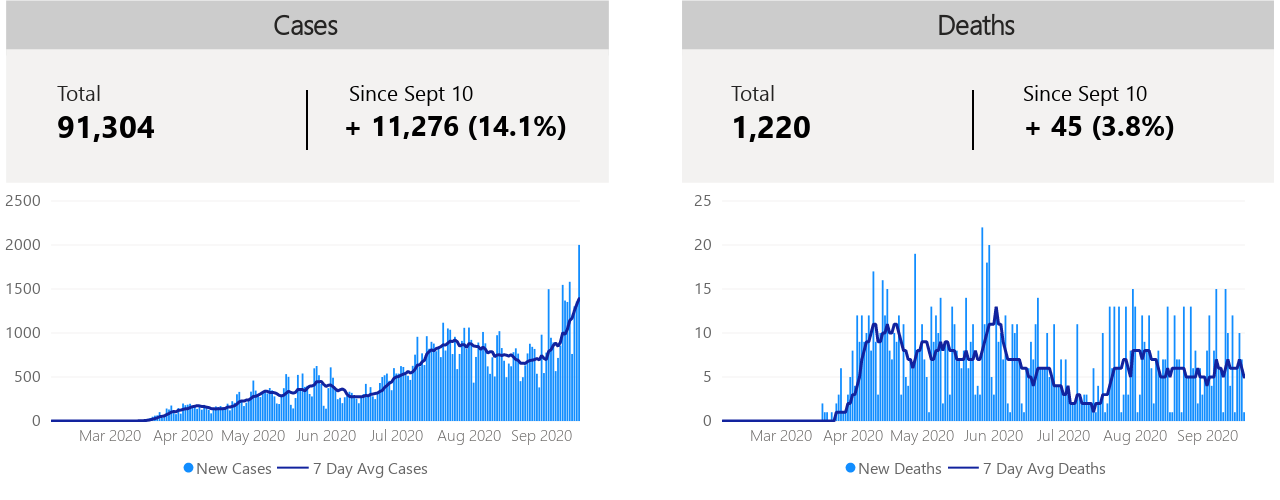 Cases
Total
91,304
Since Sept 10
+ 11,276 (14.1%)
2500
2000
1500
1000
500
0
Mar 2020 Apr 2020 May 2020 Jun 2020 Jul 2020 Aug 2020 Sep 2020
New Cases 7 Day Avg Cases
Deaths
Total
1,220
Since Sept 10
+ 45 (3.8%)
25
20
15
10
5
0
Mar 2020 Apr 2020 May 2020 Jun 2020 Jul 2020 Aug 2020 Sep 2020
New Deaths 7 Day Avg Deaths